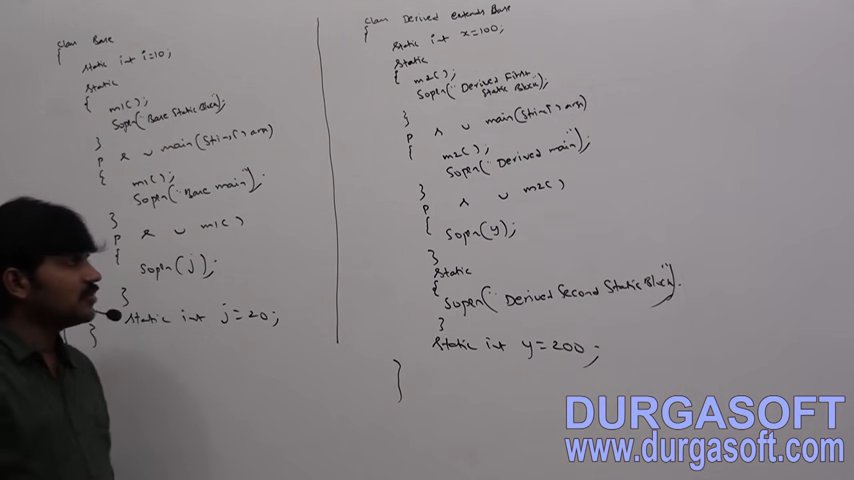 class Base
{
static int i=10;
static
{
m1();
Sopln("Base Static Block");
}
P s v main(String[] args)
{
m1();
Sopln("Base main");
}
P s v m1()
{
Sopln(j);
}
static int j=20;
}
class Derived extends Base
{
static int x=100;
static
{
m2();
Sopln("Derived First
Static Block");
}
P s v main(String[] args)
{
m2();
Sopln("Derived main");
}
P s v m2()
{
Sopln(y);
}
static
{
Sopln("Derived Second Static Block");
}
static int y=200;
}
DURGASOFT
www.durgasoft.com